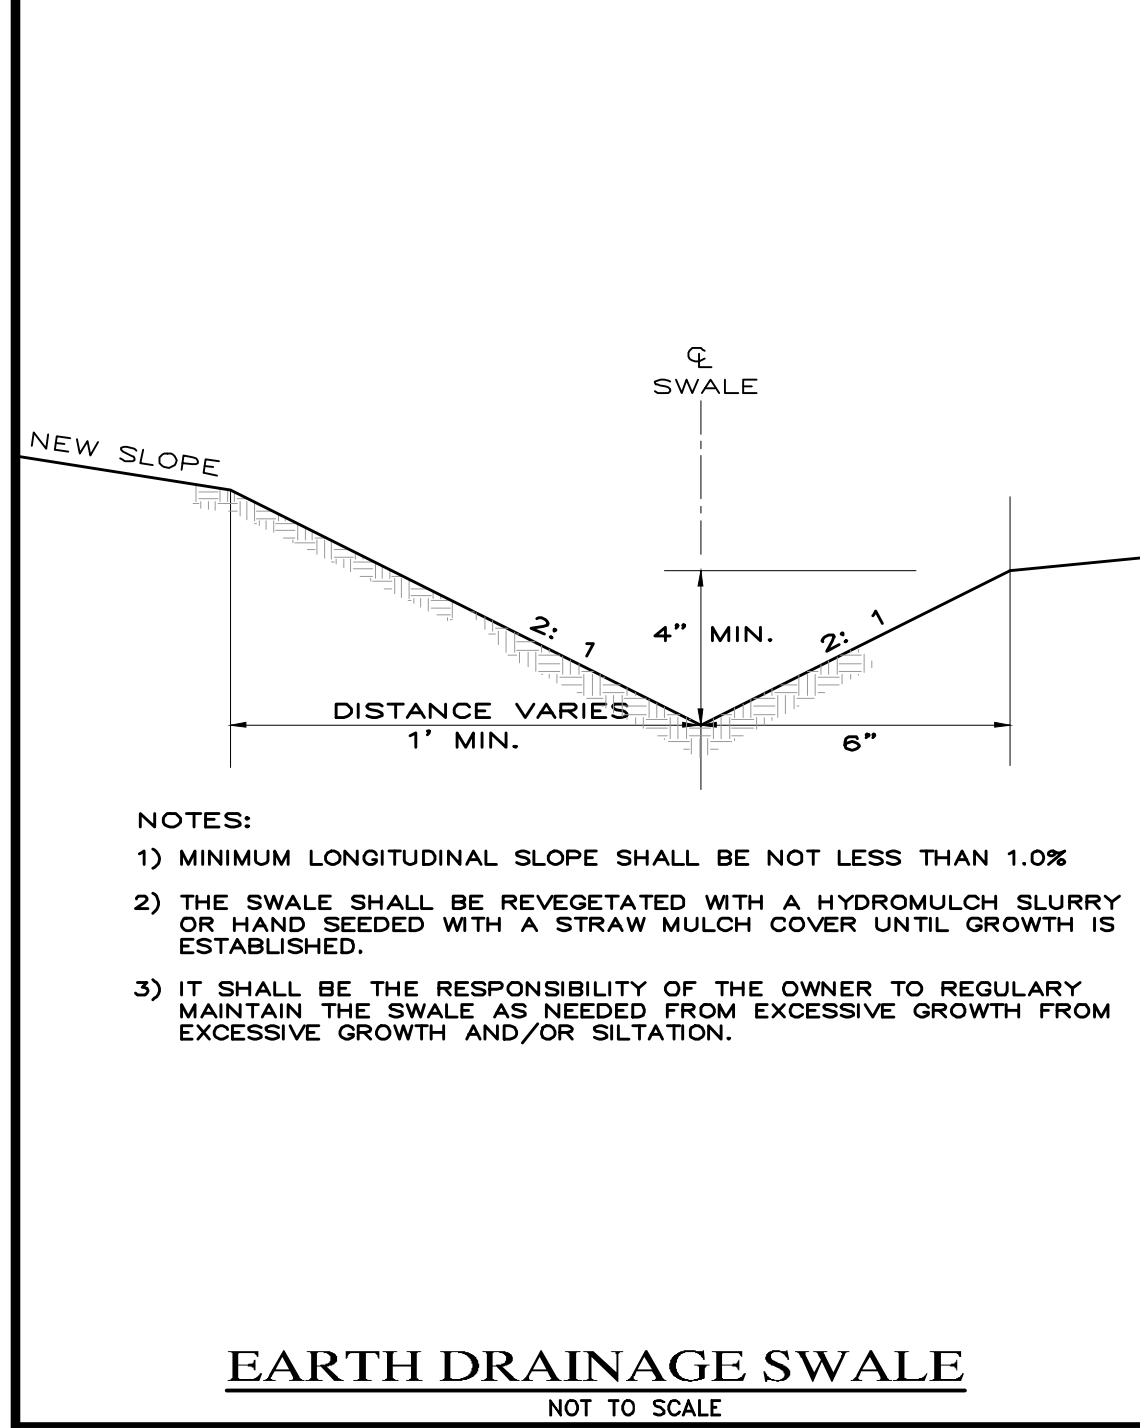 ℄
SWALE
NEW SLOPE
2: 1
4” MIN.
2: 1
DISTANCE VARIES
1' MIN.
6”
NOTES:
1) MINIMUM LONGITUDINAL SLOPE SHALL BE NOT LESS THAN 1.0%
2) THE SWALE SHALL BE REVEGETATED WITH A HYDROMULCH SLURRY
OR HAND SEEDED WITH A STRAW MULCH COVER UNTIL GROWTH IS
ESTABLISHED.
3) IT SHALL BE THE RESPONSIBILITY OF THE OWNER TO REGULARY
MAINTAIN THE SWALE AS NEEDED FROM EXCESSIVE GROWTH FROM
EXCESSIVE GROWTH AND/OR SILTATION.
EARTH DRAINAGE SWALE
NOT TO SCALE